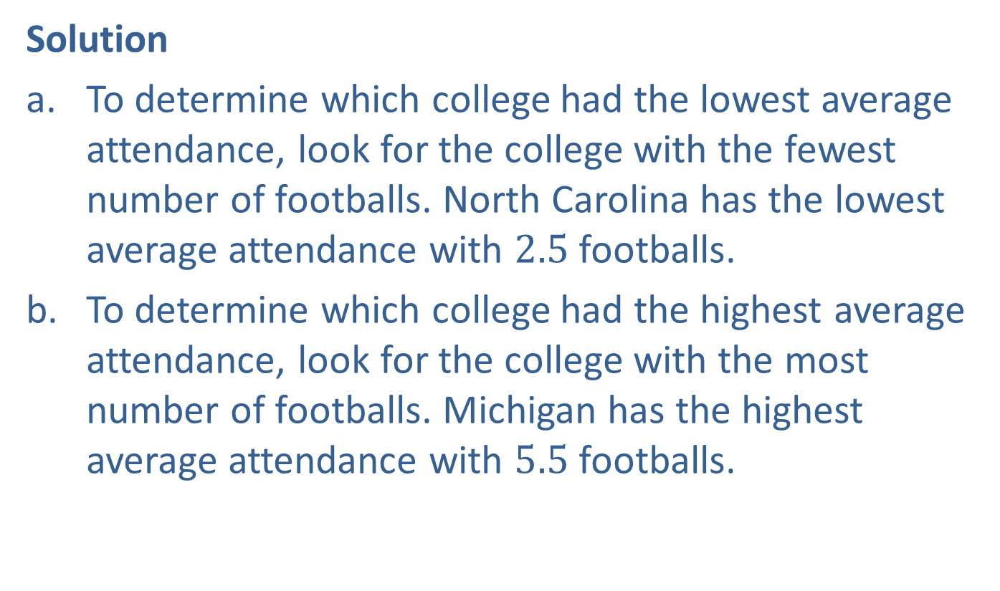 Solution
a. To determine which college had the lowest average
attendance, look for the college with the fewest
number of footballs. North Carolina has the lowest
average attendance with 2.5 footballs.
b. To determine which college had the highest average
attendance, look for the college with the most
number of footballs. Michigan has the highest
average attendance with 5.5 footballs.